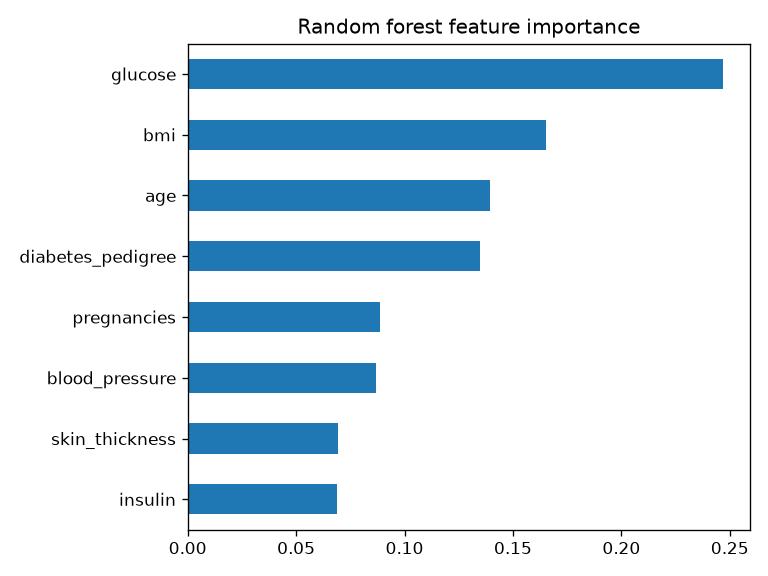 Random forest feature importance
glucose
bmi
age
diabetes_pedigree
pregnancies
blood_pressure
skin_thickness
insulin
0.00 0.05 0.10 0.15 0.20 0.25